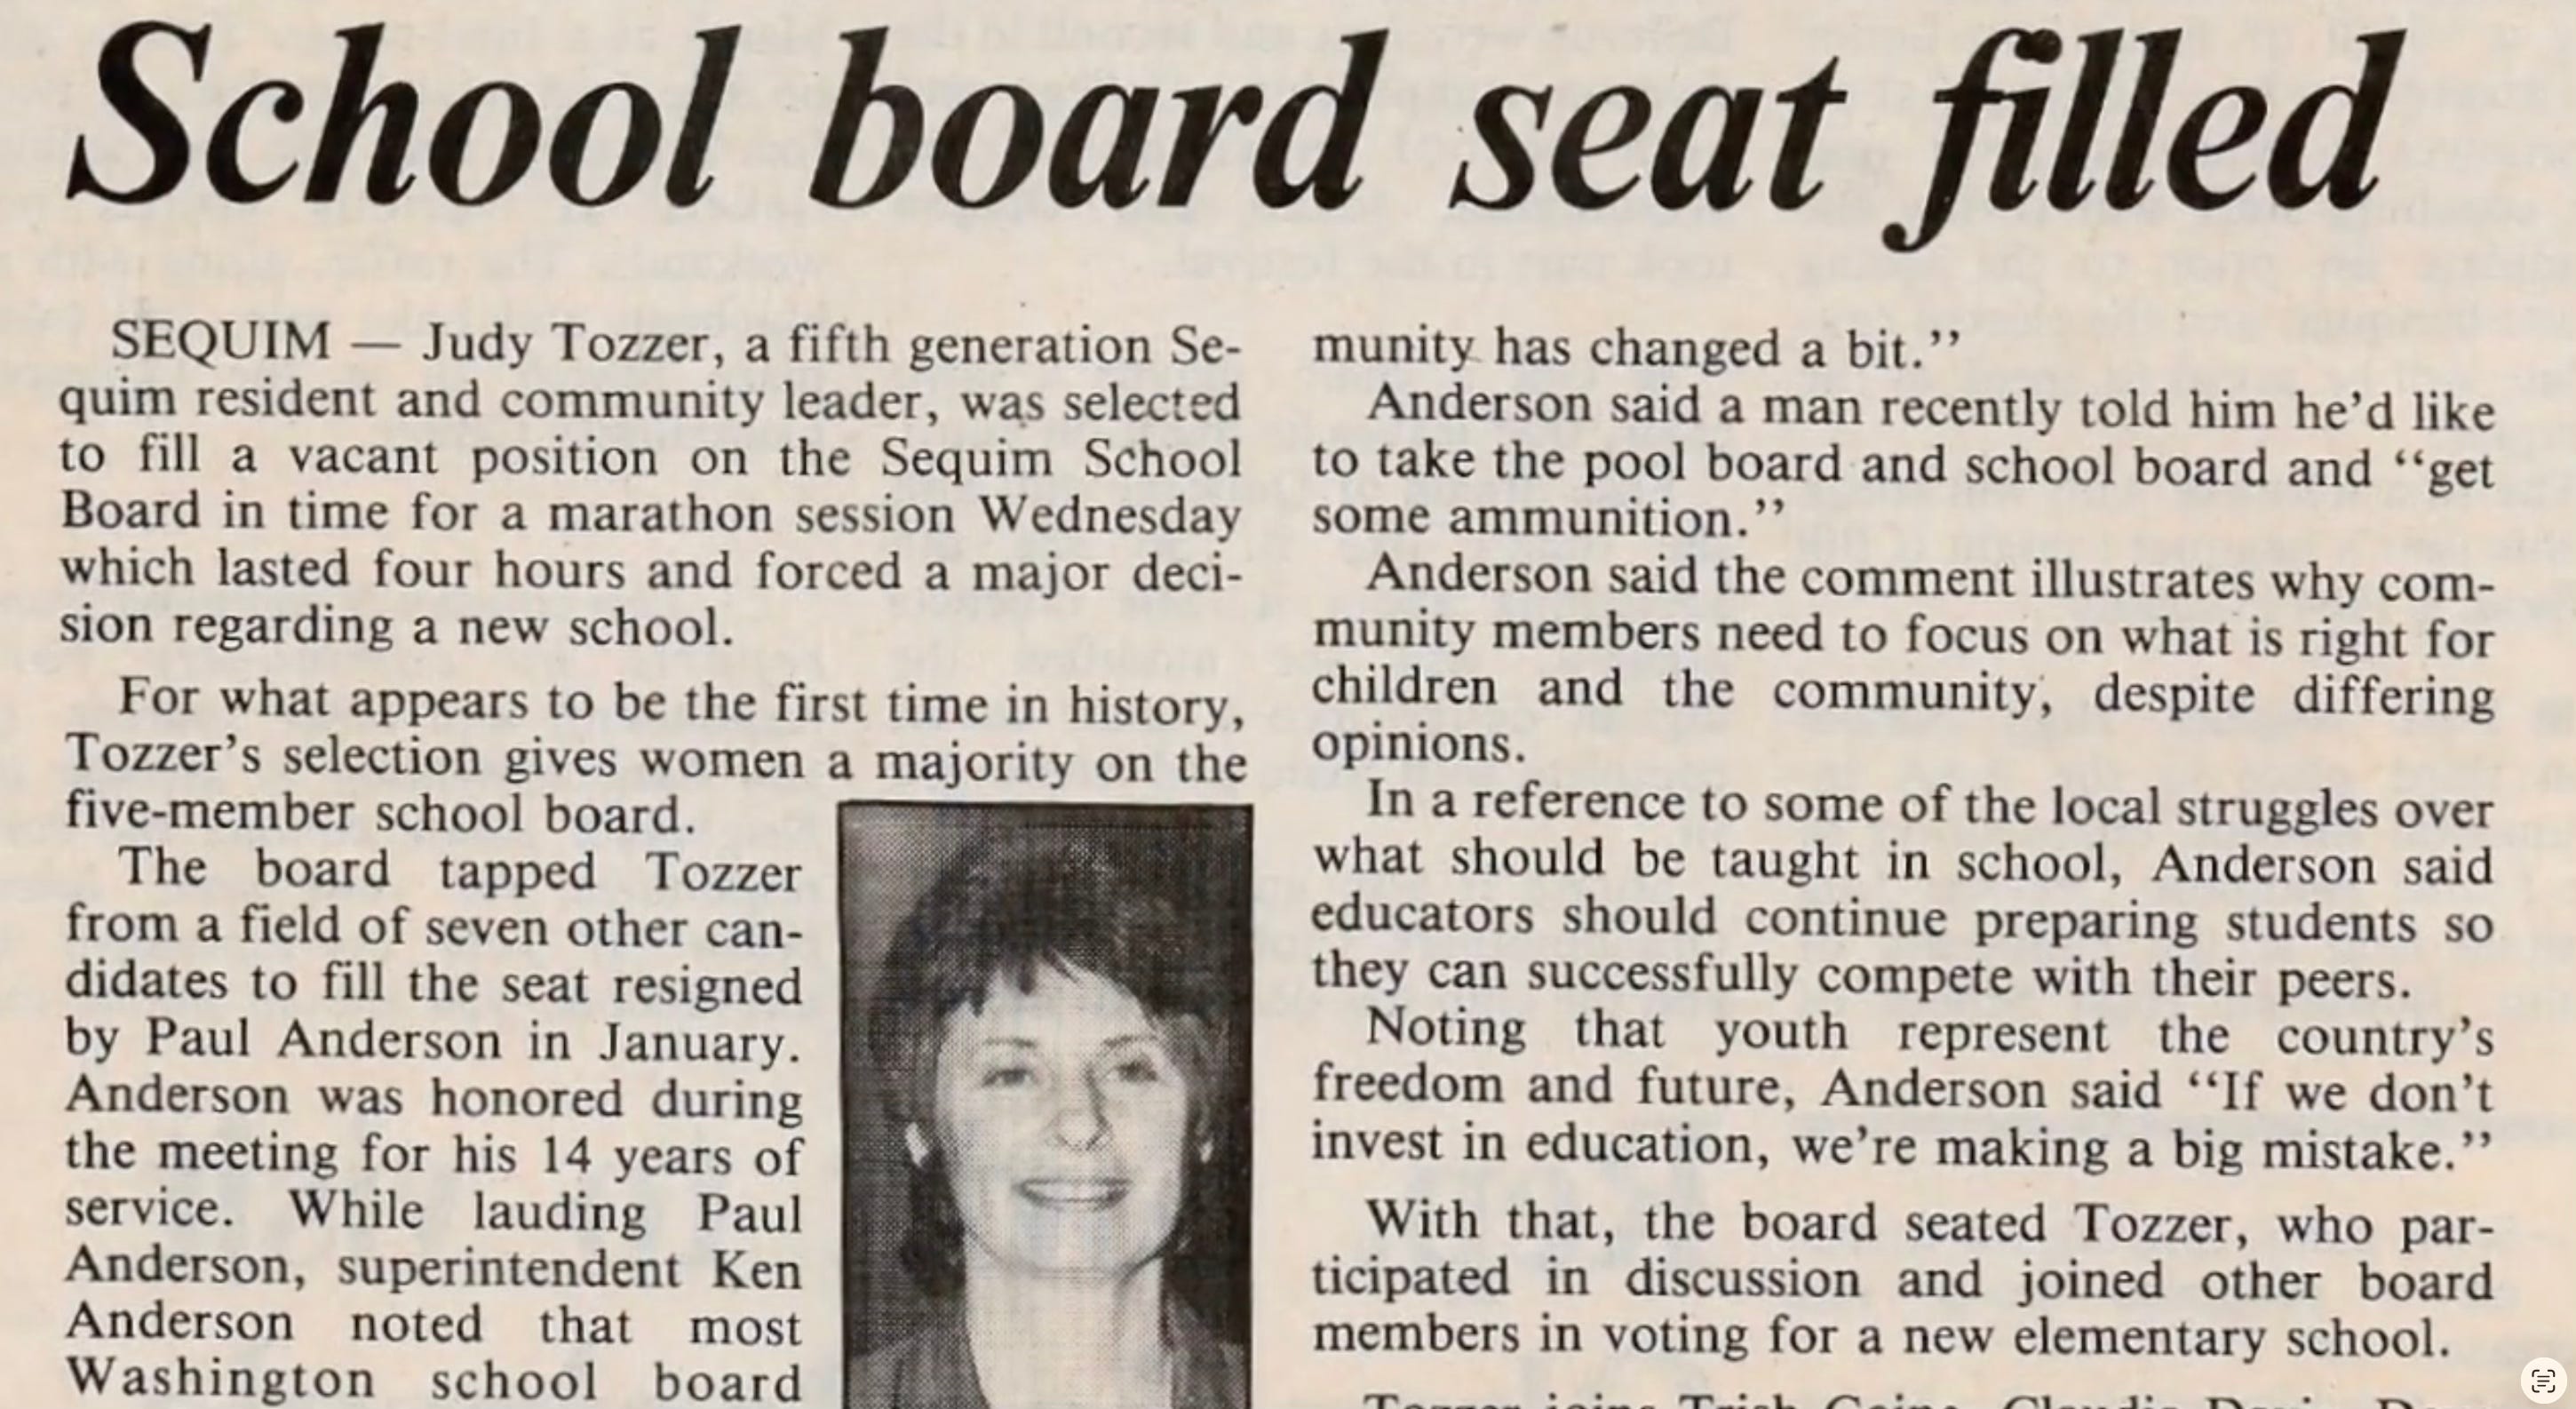 School board seat filled
SEQUIM — Judy Tozzer, a fifth generation Se-
quim resident and community leader, was selected
to fill a vacant position on the Sequim School
Board in time for a marathon session Wednesday
which lasted four hours and forced a major deci-
sion regarding a new school.
For what appears to be the first time in history,
Tozzer's selection gives women a majority on the
five-member school board.
The board tapped Tozzer
from a field of seven other can-
didates to fill the seat resigned
by Paul Anderson in January.
Anderson was honored during
the meeting for his 14 years of
service. While lauding Paul
Anderson, superintendent Ken
Anderson noted that most
Washington school board
munity has changed a bit.''
Anderson said a man recently told him he'd like
to take the pool board and school board and ‘‘get
some ammunition.''
Anderson said the comment illustrates why com-
munity members need to focus on what is right for
children and the community, despite differing
opinions.
In a reference to some of the local struggles over
what should be taught in school, Anderson said
educators should continue preparing students so
they can successfully compete with their peers.
Noting that youth represent the country's
freedom and future, Anderson said ‘‘If we don't
invest in education, we're making a big mistake.''
With that, the board seated Tozzer, who par-
ticipated in discussion and joined other board
members in voting for a new elementary school.
Tozzer joins Trish